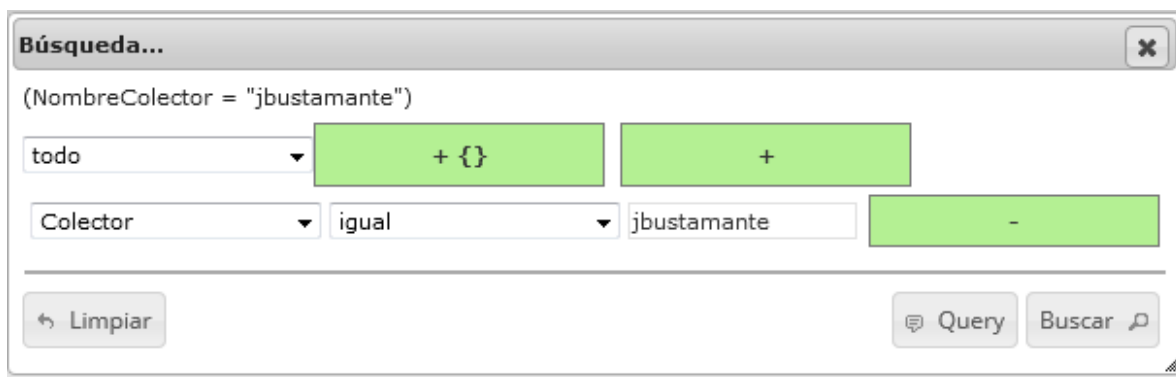 Búsqueda...
(NombreColector = "jbustamante")
todo + {} +
Colector igual jbustamante -
Limpiar Query Buscar